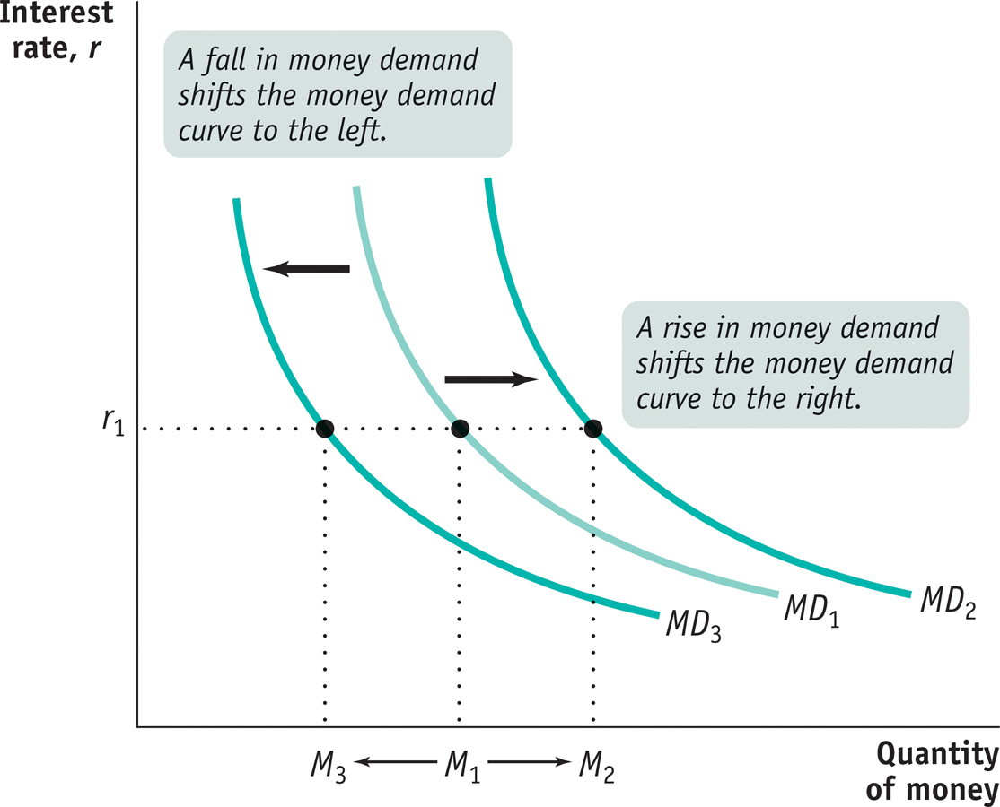 Interest
rate, r
A fall in money demand
shifts the money demand
curve to the left.
A rise in money demand
shifts the money demand
curve to the right.
r₁
MD₂
MD₁
MD₃
M₃ M₁ M₂
Quantity
of money